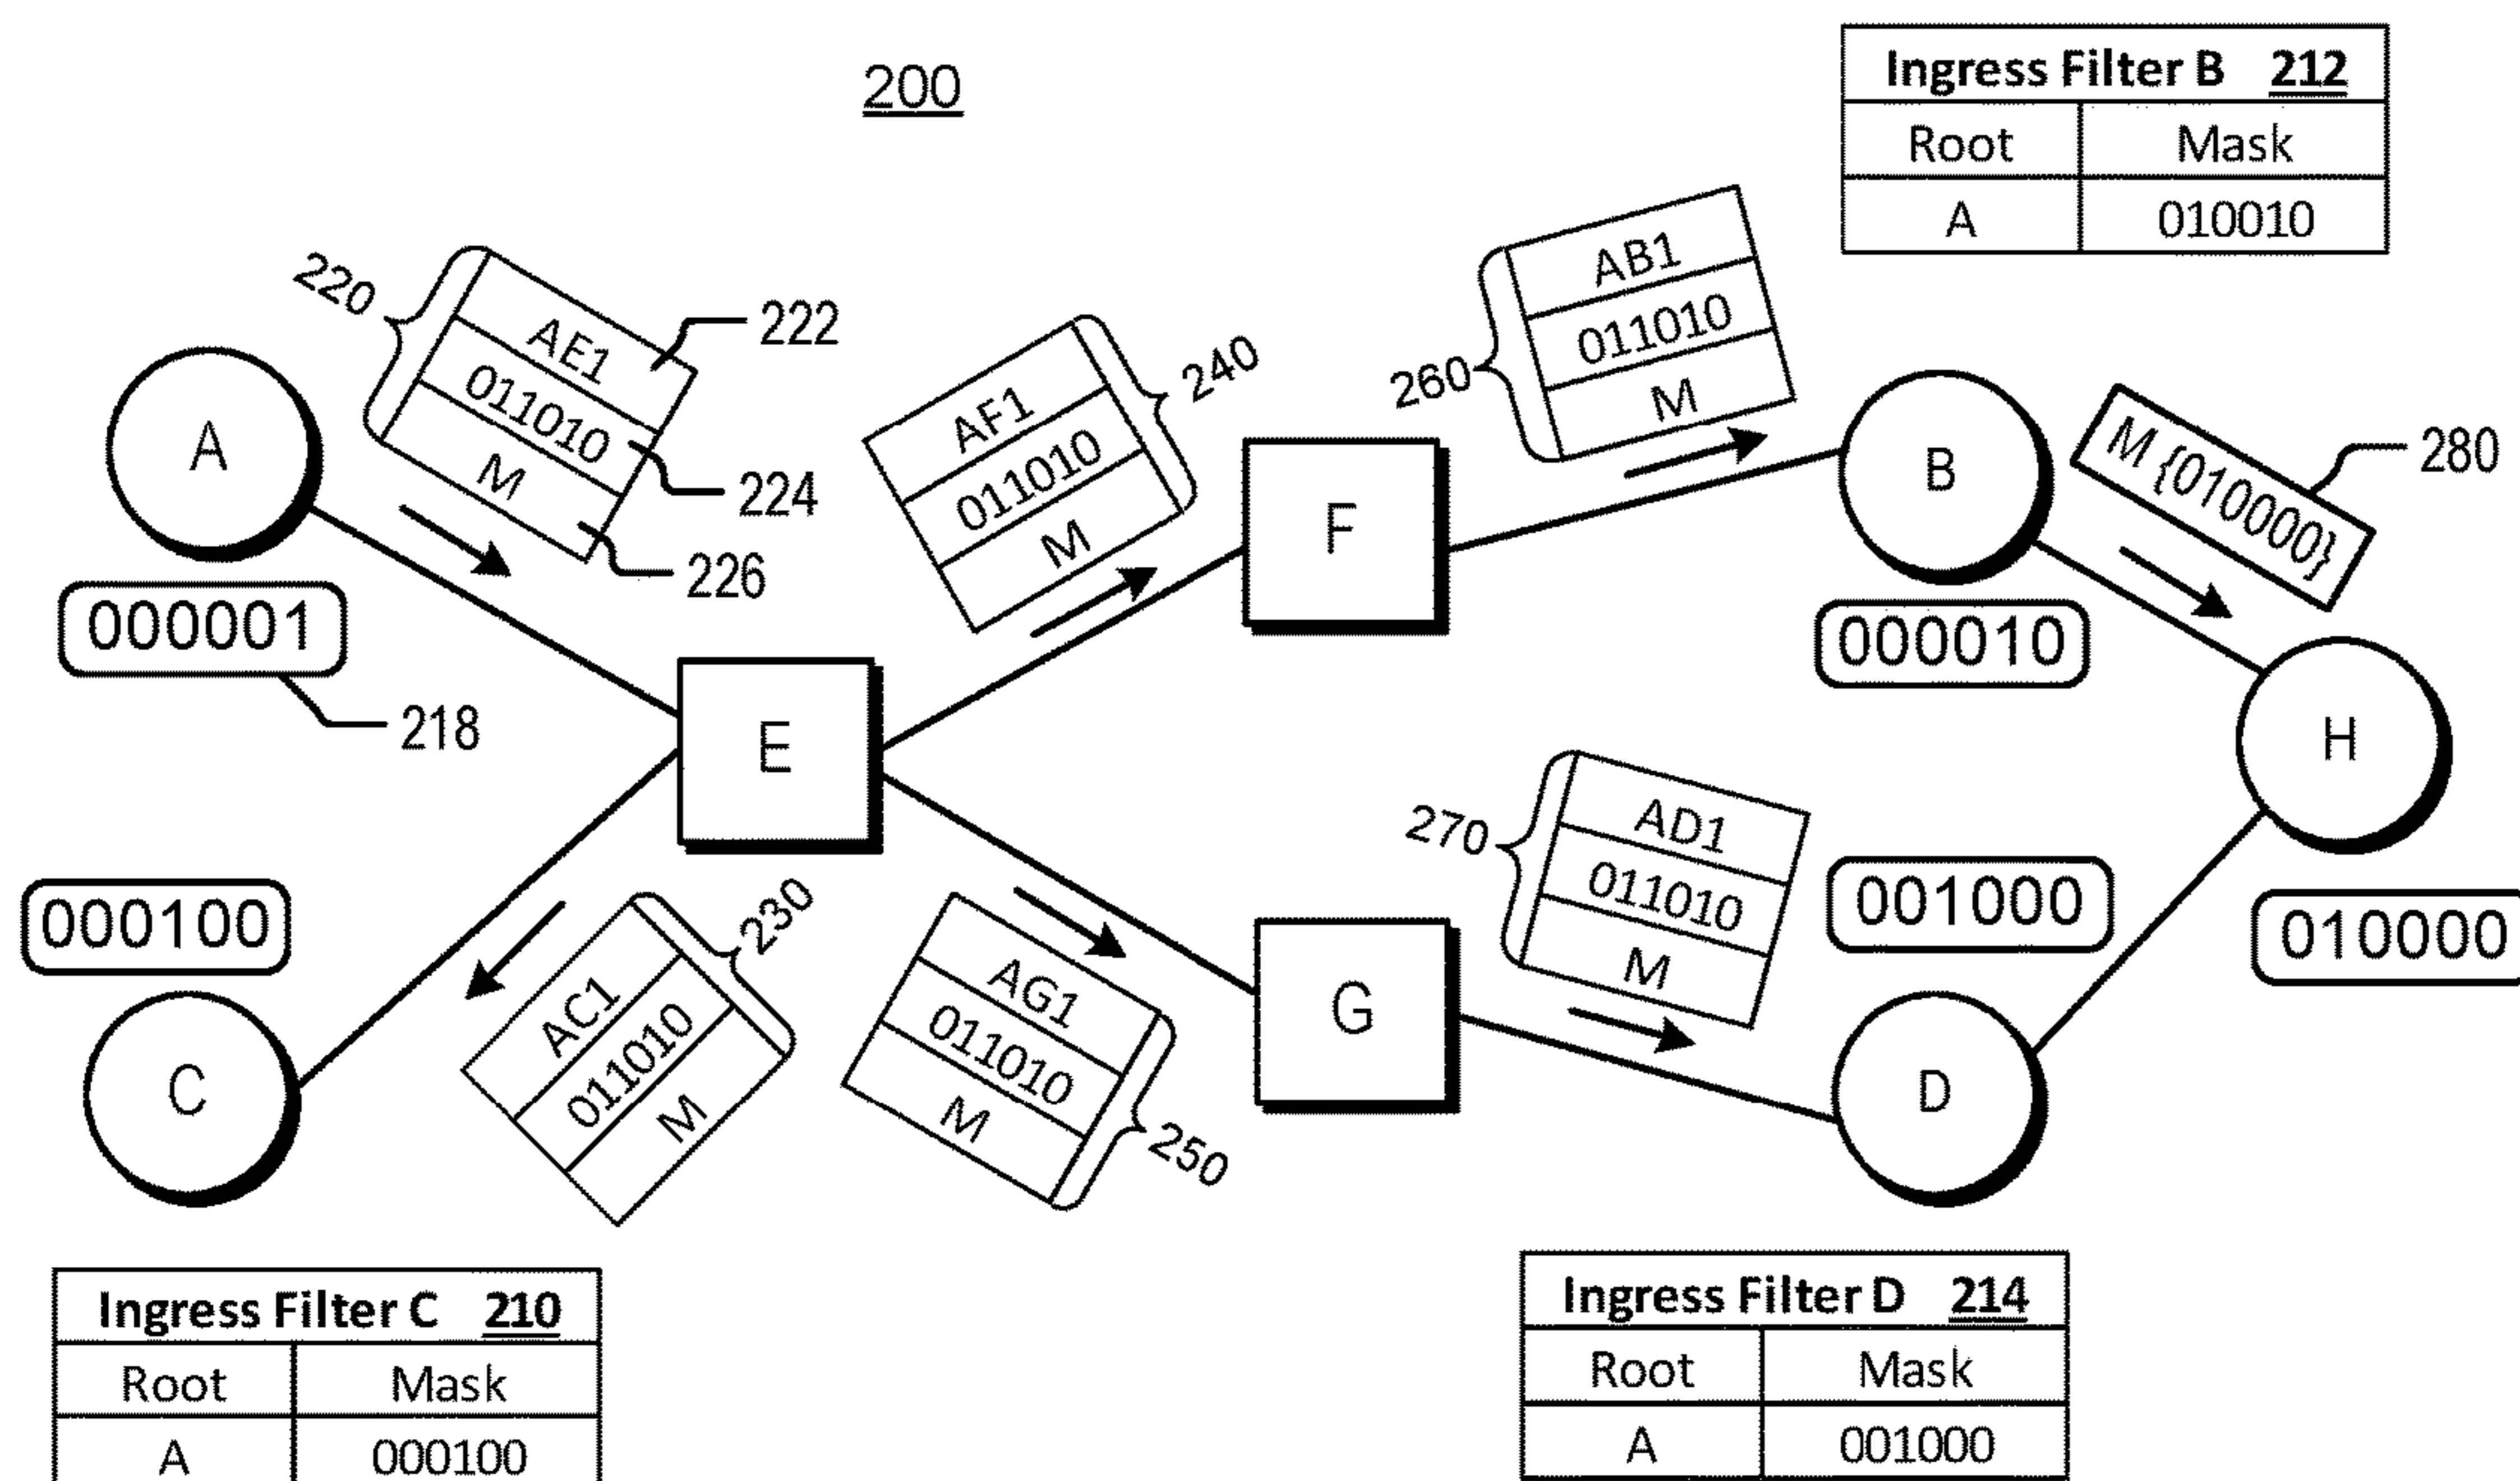 200
Ingress Filter B 212
Root Mask
A 010010
220
AE1
011010
M
222
224
226
A
000001
218
AF1
011010
M
240
F
260
AB1
011010
M
B
000010
M {010000}
280
H
010000
E
000100
C
AC1
011010
M
230
AG1
011010
M
250
G
270
AD1
011010
M
001000
D
Ingress Filter C 210
Root Mask
A 000100
Ingress Filter D 214
Root Mask
A 001000